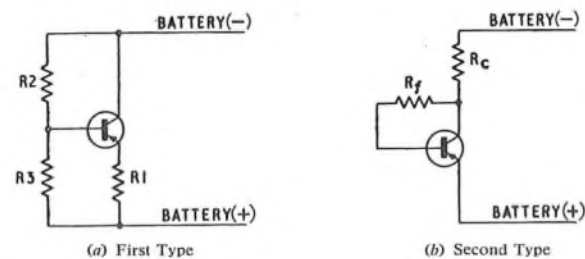 BATTERY(-)
R2
R3
R1
BATTERY(+)
(a) First Type
BATTERY(-)
Rc
Rf
BATTERY(+)
(b) Second Type